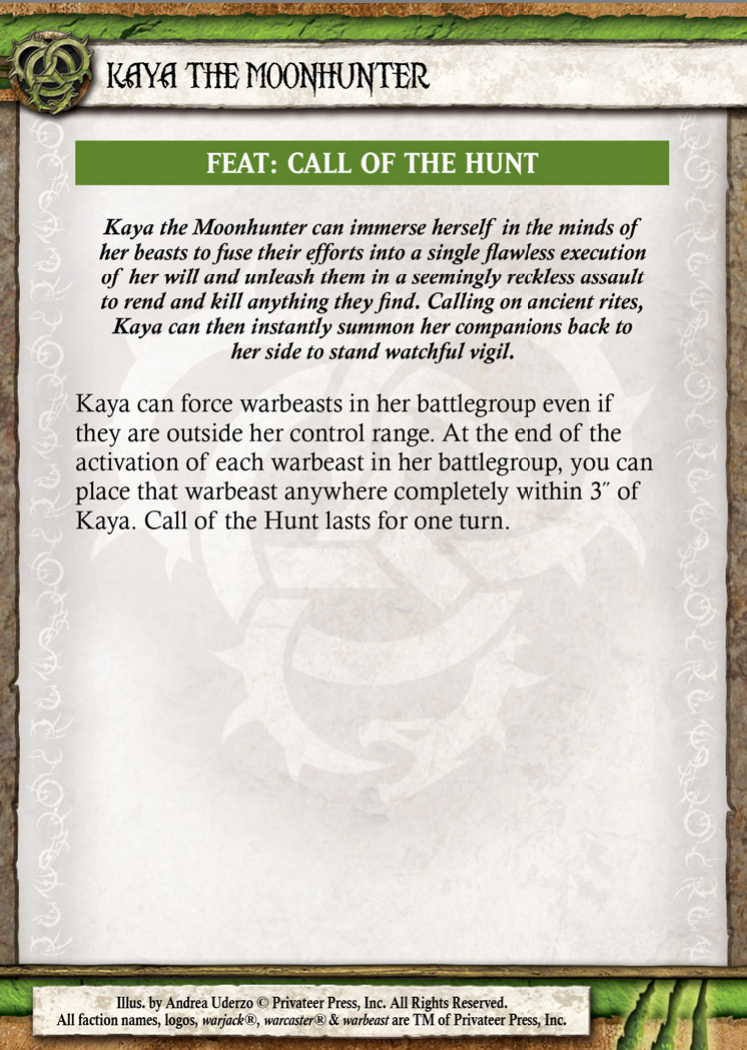 KAYA THE MOONHUNTER
FEAT: CALL OF THE HUNT
Kaya the Moonhunter can immerse herself in the minds of
her beasts to fuse their efforts into a single flawless execution
of her will and unleash them in a seemingly reckless assault
to rend and kill anything they find. Calling on ancient rites,
Kaya can then instantly summon her companions back to
her side to stand watchful vigil.
Kaya can force warbeasts in her battlegroup even if
they are outside her control range. At the end of the
activation of each warbeast in her battlegroup, you can
place that warbeast anywhere completely within 3″ of
Kaya. Call of the Hunt lasts for one turn.
Illus. by Andrea Uderzo © Privateer Press, Inc. All Rights Reserved.
All faction names, logos, warjack®, warcaster® & warbeast are TM of Privateer Press, Inc.